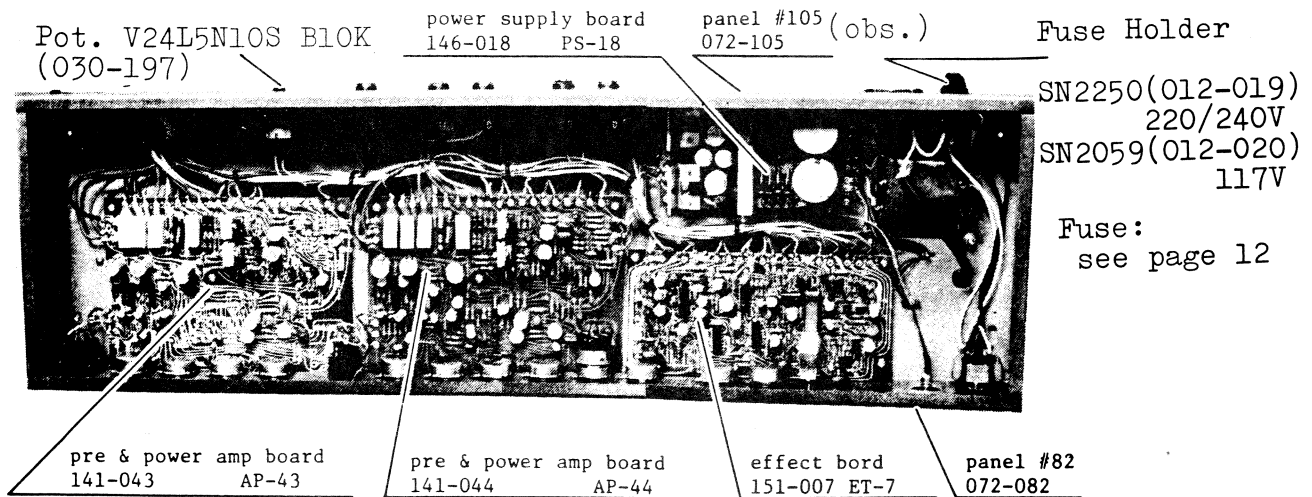 Pot. V24L5N10S B10K
(030-197)
power supply board
146-018 PS-18
panel #105 (obs.)
072-105
Fuse Holder
SN2250(012-019)
220/240V
SN2059(012-020)
117V
Fuse:
see page 12
pre & power amp board
141-043 AP-43
pre & power amp board
141-044 AP-44
effect bord
151-007 ET-7
panel #82
072-082